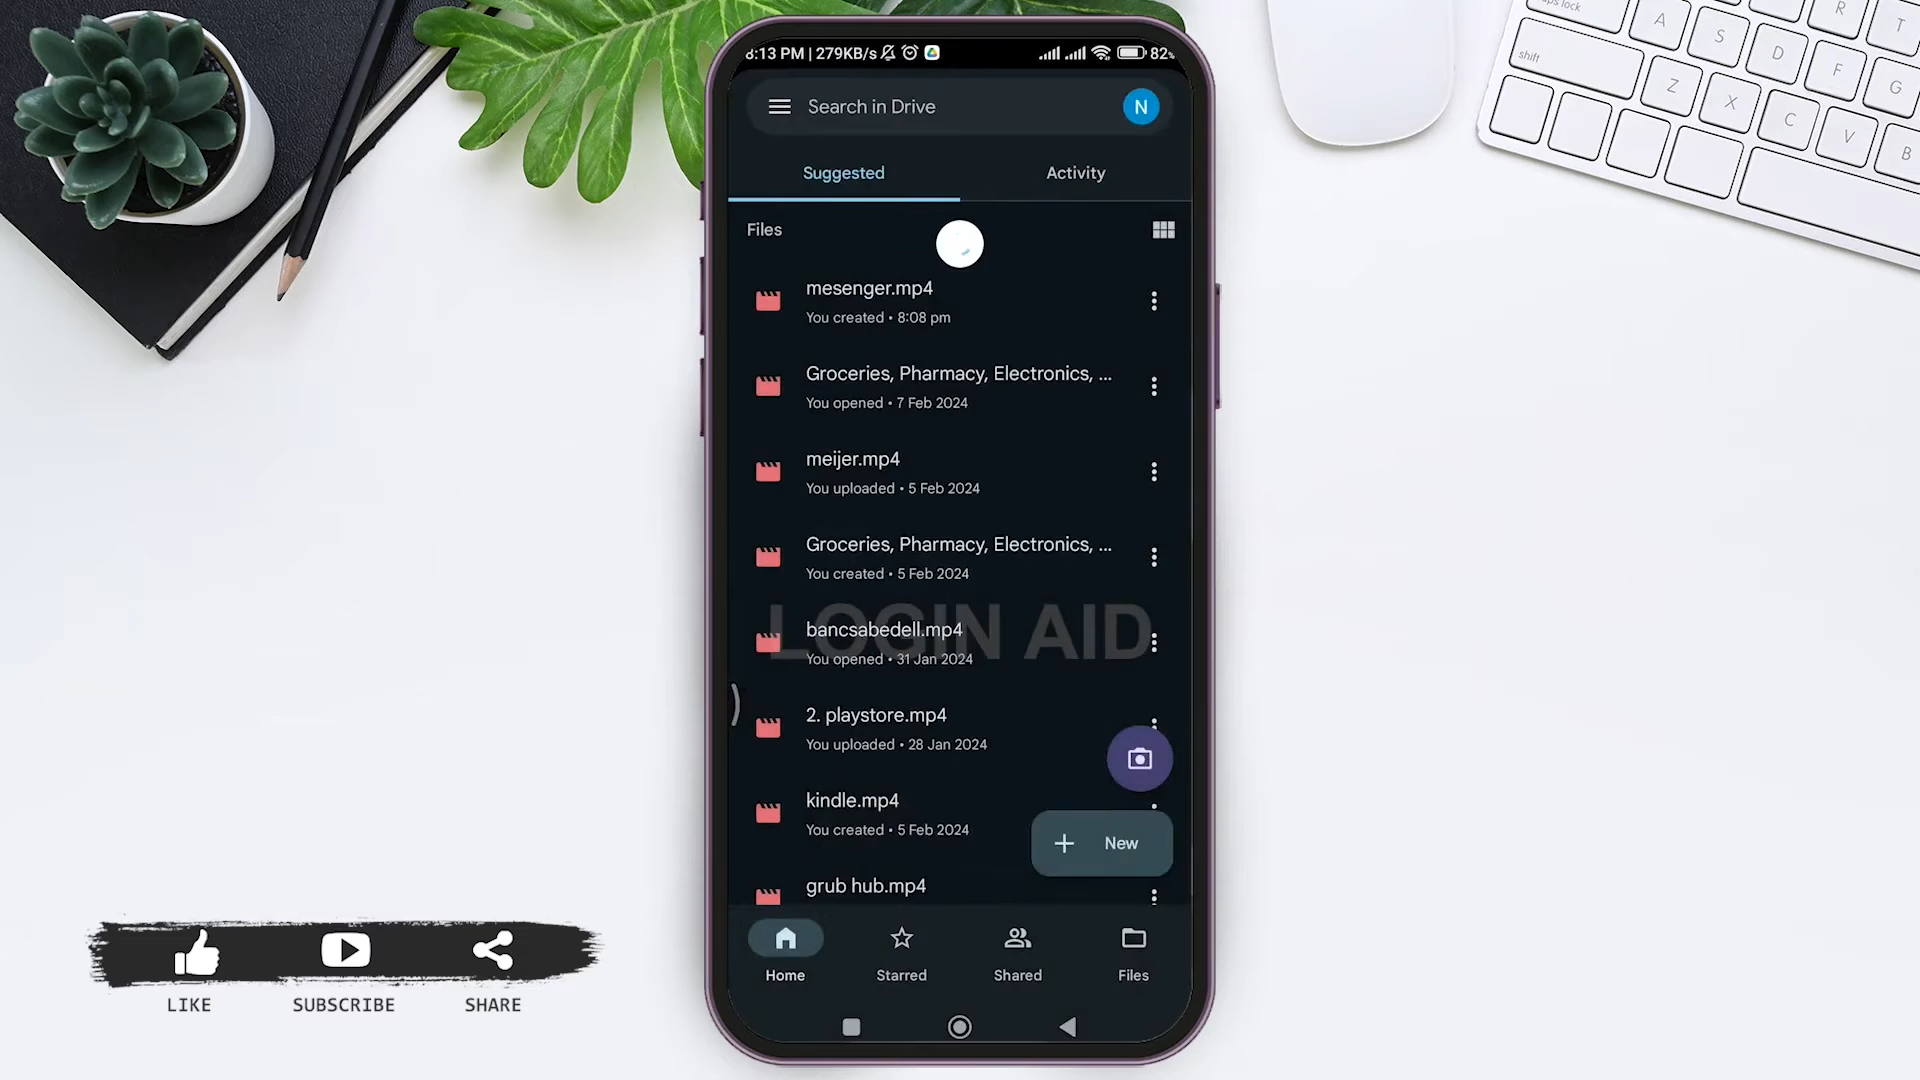 8:13 PM | 279KB/s
82
Search in Drive
N
Suggested
Activity
Files
mesenger.mp4
You created • 8:08 pm
Groceries, Pharmacy, Electronics, ...
You opened • 7 Feb 2024
meijer.mp4
You uploaded • 5 Feb 2024
Groceries, Pharmacy, Electronics, ...
You created • 5 Feb 2024
LOGIN AID
bancsabedell.mp4
You opened • 31 Jan 2024
2. playstore.mp4
You uploaded • 28 Jan 2024
kindle.mp4
You created • 5 Feb 2024
New
grub hub.mp4
Home
Starred
Shared
Files
LIKE
SUBSCRIBE
SHARE
caps lock
R
A
S
D
F
G
T
shift
Z
X
C
V
B